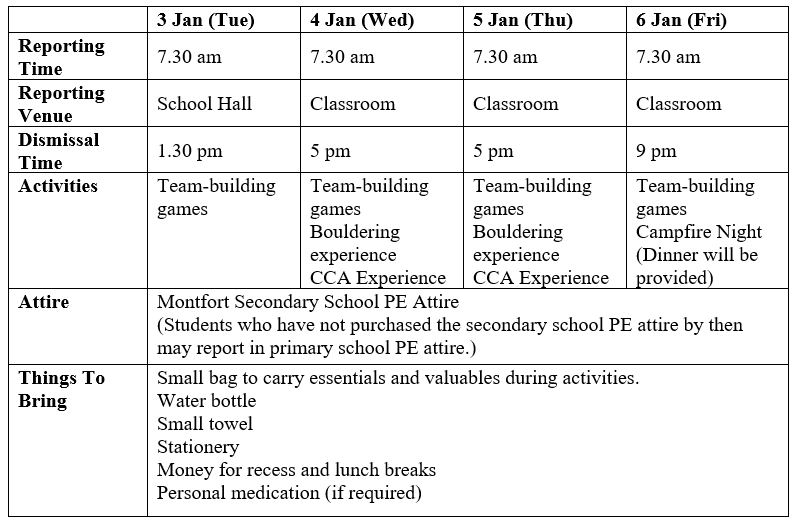 3 Jan (Tue) 4 Jan (Wed) 5 Jan (Thu) 6 Jan (Fri)
Reporting
Time
7.30 am 7.30 am 7.30 am 7.30 am
Reporting
Venue
School Hall Classroom Classroom Classroom
Dismissal
Time
1.30 pm 5 pm 5 pm 9 pm
Activities
Team-building
games
Team-building
games
Bouldering
experience
CCA Experience
Team-building
games
Bouldering
experience
CCA Experience
Team-building
games
Campfire Night
(Dinner will be
provided)
Attire
Montfort Secondary School PE Attire
(Students who have not purchased the secondary school PE attire by then
may report in primary school PE attire.)
Things To
Bring
Small bag to carry essentials and valuables during activities.
Water bottle
Small towel
Stationery
Money for recess and lunch breaks
Personal medication (if required)